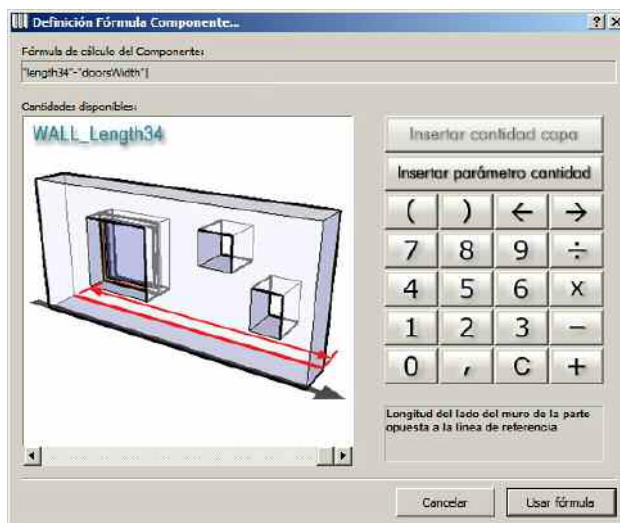 Definición Fórmula Componente...
Fórmula de cálculo del Componente:
"length34"-"doorsWidth"|
Cantidades disponibles:
WALL_Length34
Insertar cantidad capa
Insertar parámetro cantidad
( ) ← →
7 8 9 ÷
4 5 6 x
1 2 3 −
0 , C +
Longitud del lado del muro de la parte
opuesta a la línea de referencia
Cancelar Usar fórmula